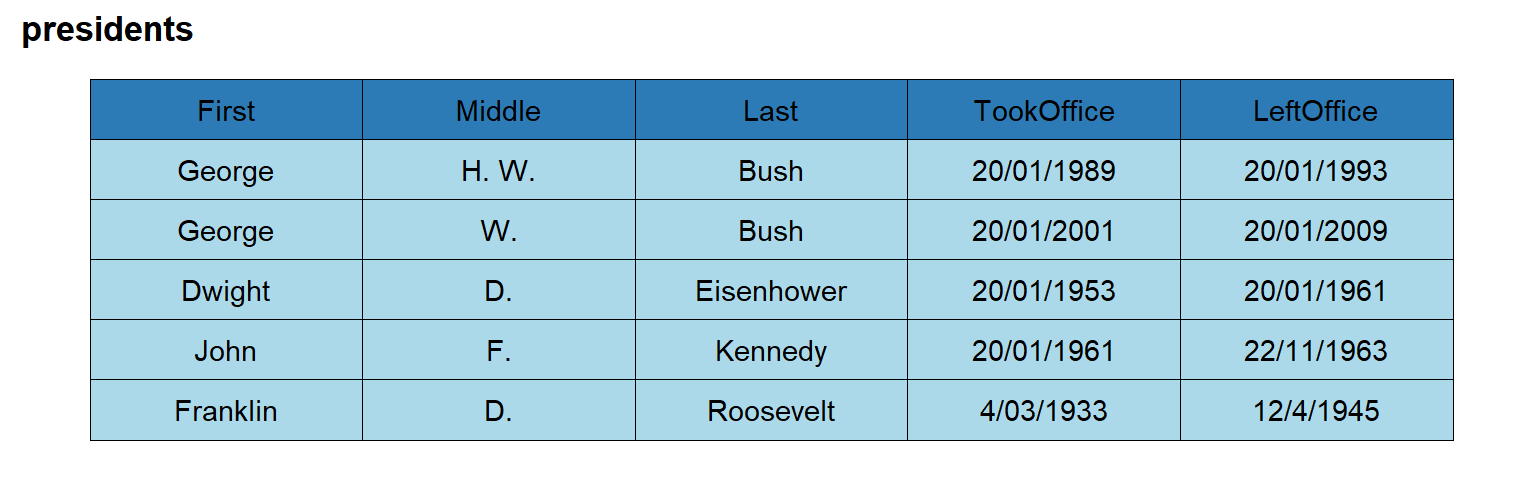 presidents
First Middle Last TookOffice LeftOffice
George H. W. Bush 20/01/1989 20/01/1993
George W. Bush 20/01/2001 20/01/2009
Dwight D. Eisenhower 20/01/1953 20/01/1961
John F. Kennedy 20/01/1961 22/11/1963
Franklin D. Roosevelt 4/03/1933 12/4/1945